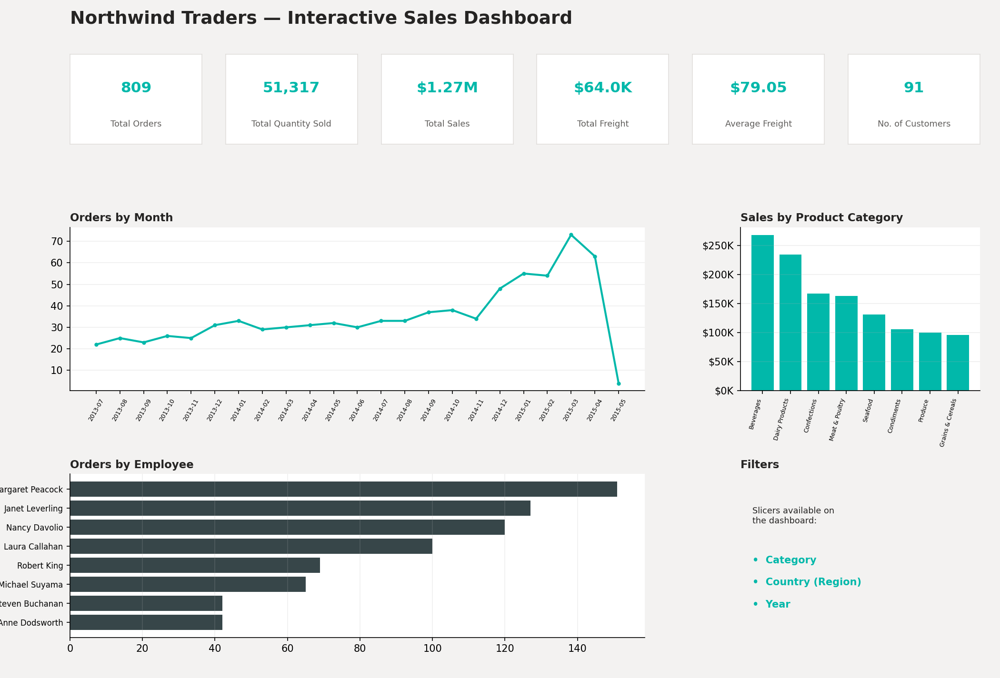 Northwind Traders — Interactive Sales Dashboard
809
Total Orders
51,317
Total Quantity Sold
$1.27M
Total Sales
$64.0K
Total Freight
$79.05
Average Freight
91
No. of Customers
Orders by Month
70
60
50
40
30
20
10
2013-07
2013-08
2013-09
2013-10
2013-11
2013-12
2014-01
2014-02
2014-03
2014-04
2014-05
2014-06
2014-07
2014-08
2014-09
2014-10
2014-11
2014-12
2015-01
2015-02
2015-03
2015-04
2015-05
Sales by Product Category
$250K
$200K
$150K
$100K
$50K
$0K
Beverages
Dairy Products
Confections
Meat & Poultry
Seafood
Condiments
Produce
Grains & Cereals
Orders by Employee
argaret Peacock
Janet Leverling
Nancy Davolio
Laura Callahan
Robert King
Michael Suyama
teven Buchanan
Anne Dodsworth
0
20
40
60
80
100
120
140
Filters
Slicers available on
the dashboard:
• Category
• Country (Region)
• Year